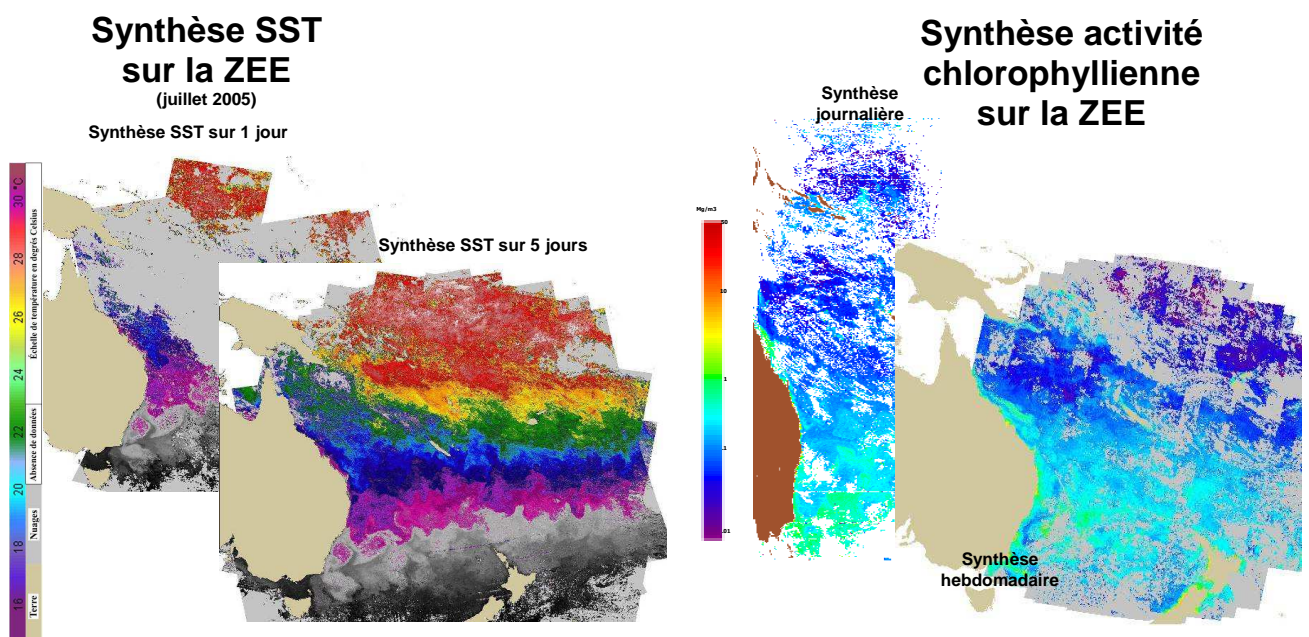 Synthèse SST
sur la ZEE
(juillet 2005)
Synthèse SST sur 1 jour
Synthèse SST sur 5 jours
30 °C
28
26
24
22
20
18
16
Échelle de température en degrés Celsius
Absence de données
Nuages
Terre
Synthèse activité
chlorophyllienne
sur la ZEE
Synthèse
journalière
Mg/m3
50
10
1
.1
.01
Synthèse
hebdomadaire